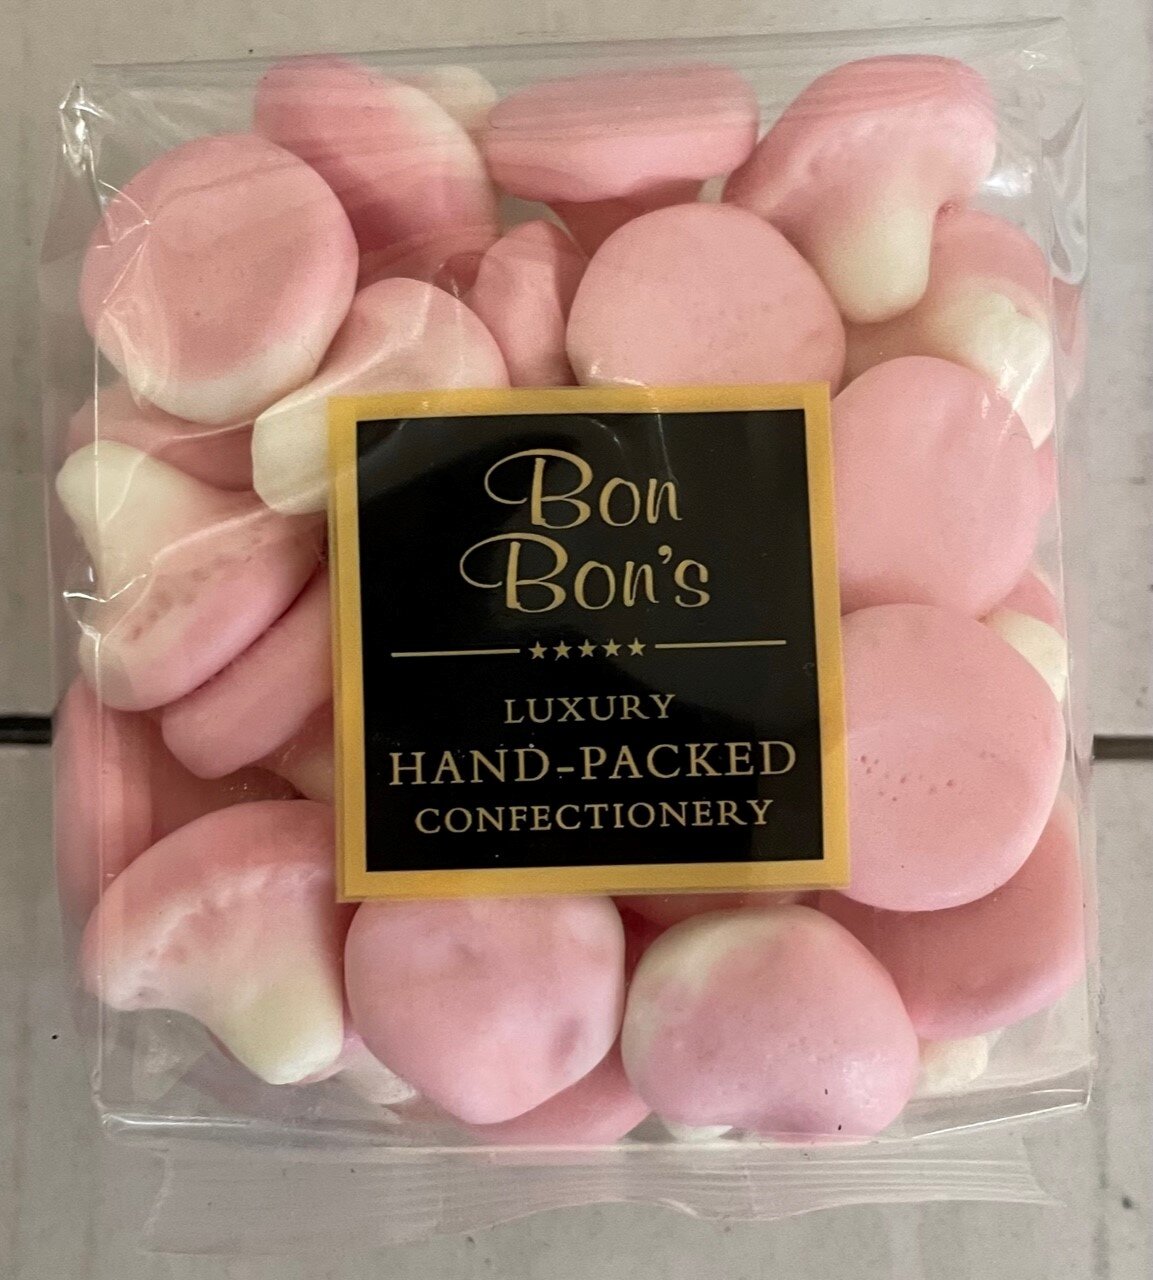 Bon
Bon's
LUXURY
HAND-PACKED
CONFECTIONERY